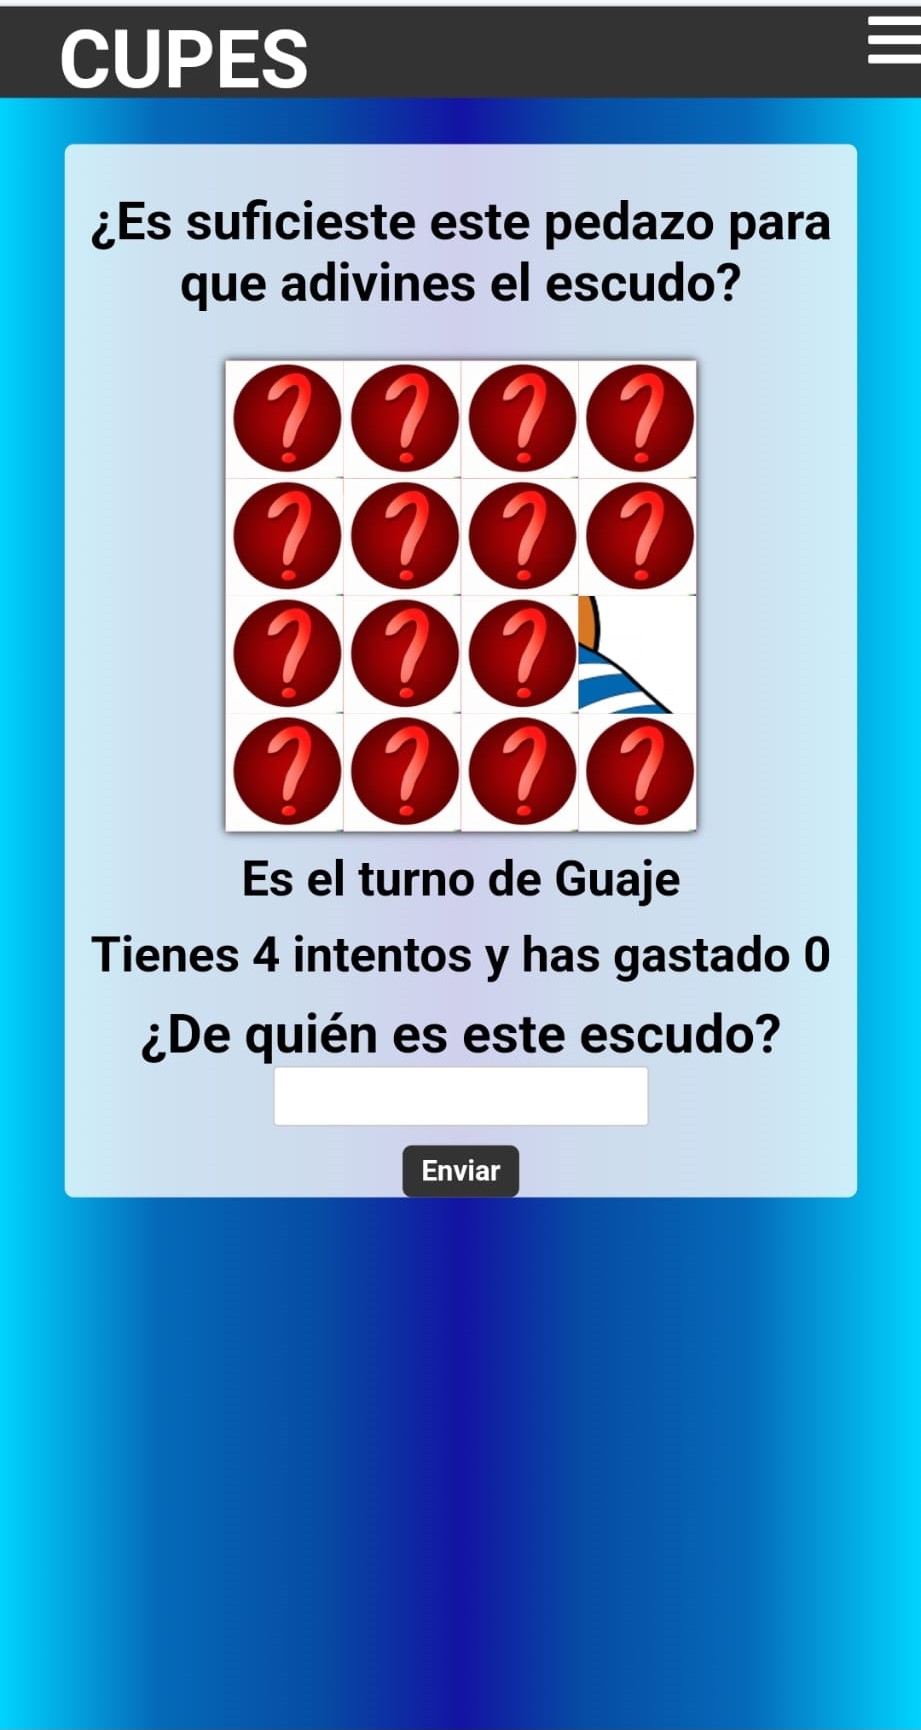 CUPES
¿Es suficieste este pedazo para
que adivines el escudo?
? ? ? ?
? ? ? ?
? ? ?
? ? ? ?
Es el turno de Guaje
Tienes 4 intentos y has gastado 0
¿De quién es este escudo?
Enviar